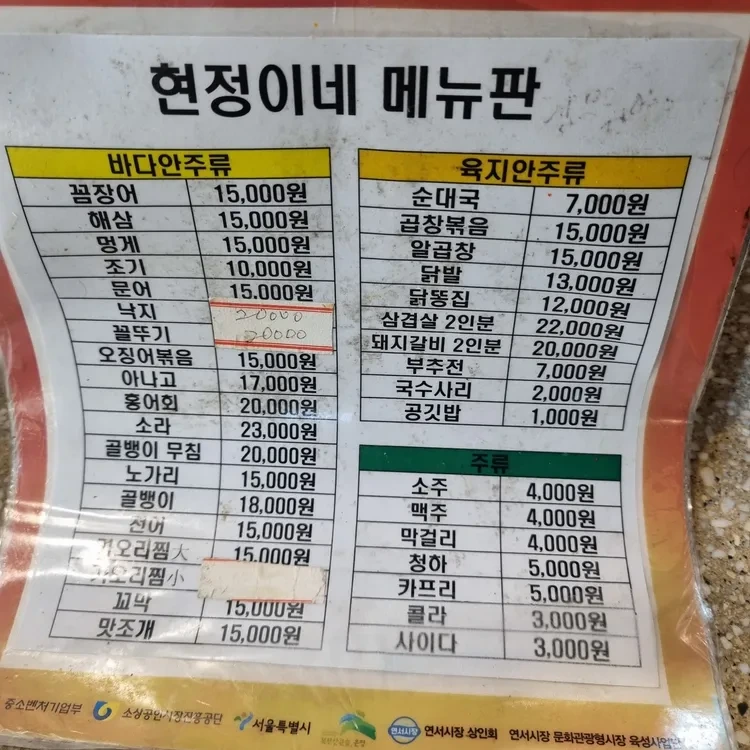 현정이네 메뉴판
바다안주류
꼼장어 15,000원
해삼 15,000원
멍게 15,000원
조기 10,000원
문어 15,000원
낙지 20000
꼴뚜기 20000
오징어볶음 15,000원
아나고 17,000원
홍어회 20,000원
소라 23,000원
골뱅이 무침 20,000원
노가리 15,000원
골뱅이 18,000원
전어 15,000원
가오리찜大 15,000원
가오리찜小
꼬막 15,000원
맛조개 15,000원
육지안주류
순대국 7,000원
곱창볶음 15,000원
알곱창 15,000원
닭발 13,000원
닭똥집 12,000원
삼겹살 2인분 22,000원
돼지갈비 2인분 20,000원
부추전 7,000원
국수사리 2,000원
공깃밥 1,000원
주류
소주 4,000원
맥주 4,000원
막걸리 4,000원
청하 5,000원
카프리 5,000원
콜라 3,000원
사이다 3,000원
중소벤처기업부 소상공인시장진흥공단 서울특별시 연서시장 연서시장 상인회 연서시장 문화관광형시장 육성사업단